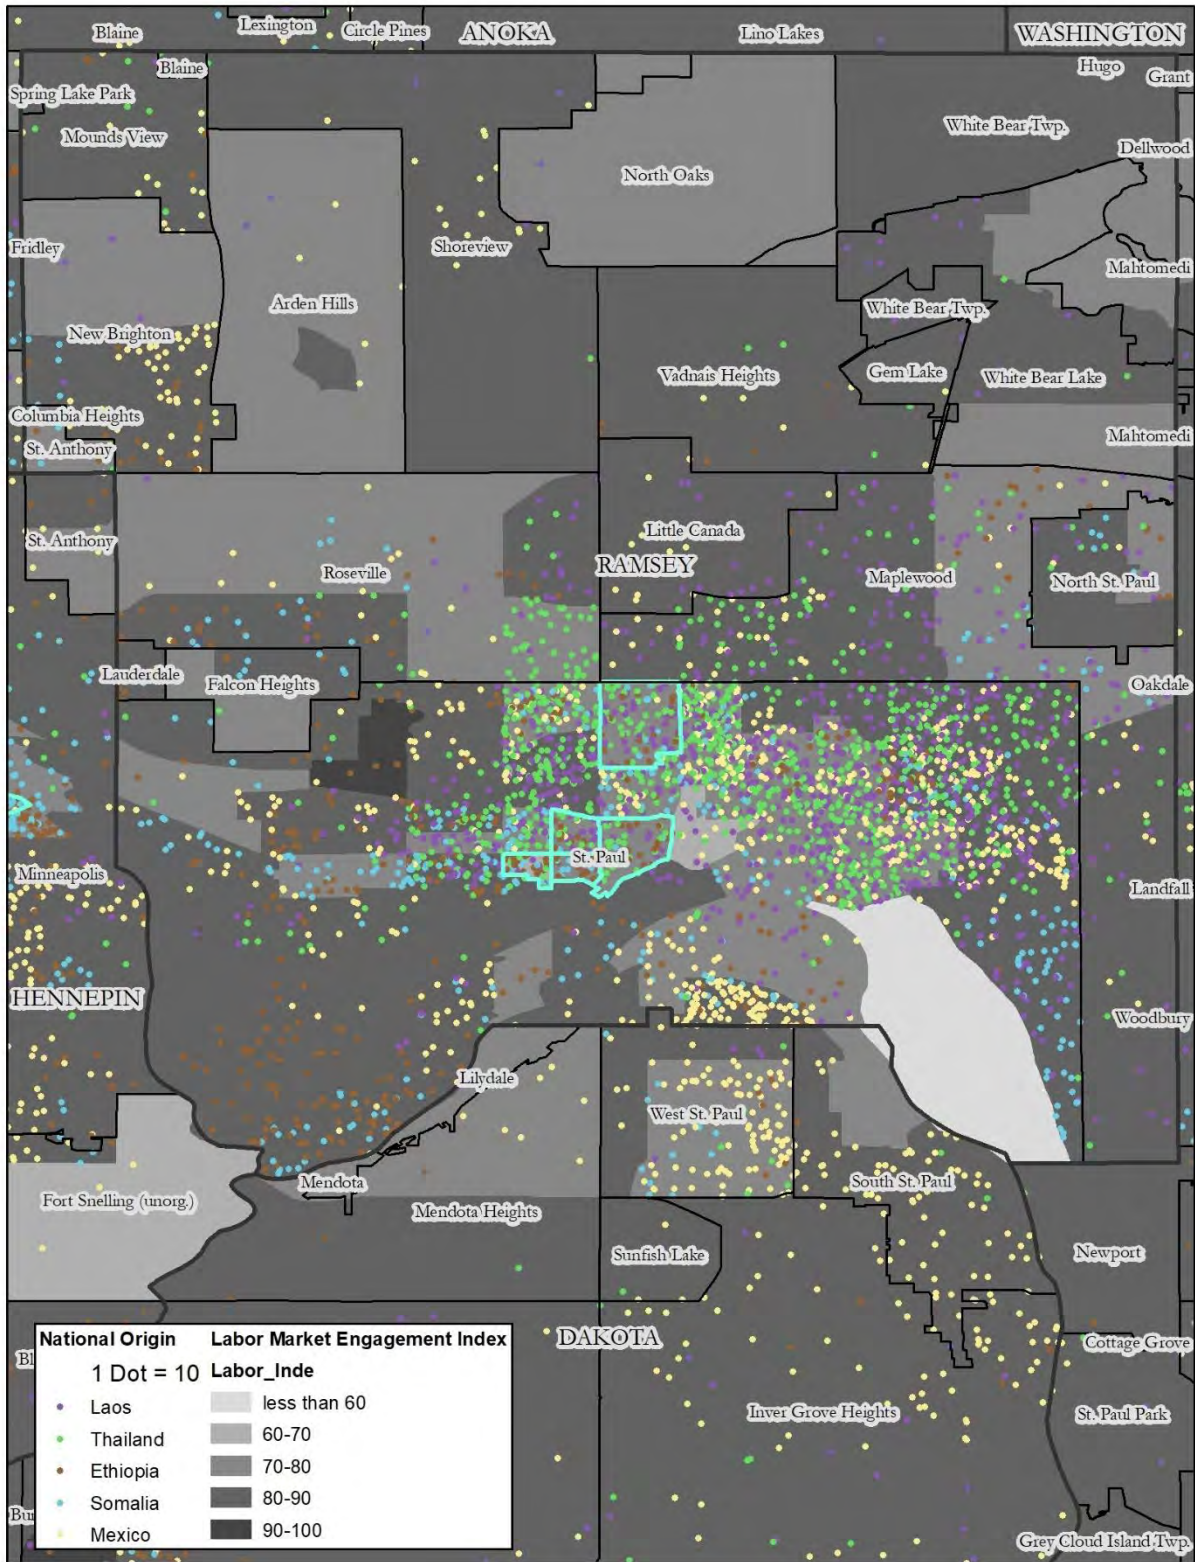 Blaine
Lexington
Circle Pines
ANOKA
Lino Lakes
WASHINGTON
Blaine
Hugo
Grant
Spring Lake Park
Mounds View
White Bear Twp.
Dellwood
North Oaks
Fridley
Shoreview
Mahtomedi
Arden Hills
White Bear Twp.
New Brighton
Vadnais Heights
Gem Lake
White Bear Lake
Columbia Heights
Mahtomedi
St. Anthony
St. Anthony
Little Canada
RAMSEY
Roseville
Maplewood
North St. Paul
Lauderdale
Falcon Heights
Oakdale
St. Paul
Minneapolis
Landfall
HENNEPIN
Woodbury
Lilydale
West St. Paul
Mendota
South St. Paul
Fort Snelling (unorg.)
Mendota Heights
Sunfish Lake
Newport
DAKOTA
Cottage Grove
Inver Grove Heights
St. Paul Park
Grey Cloud Island Twp.
National Origin
1 Dot = 10
Laos
Thailand
Ethiopia
Somalia
Mexico
Labor Market Engagement Index
Labor_Inde
less than 60
60-70
70-80
80-90
90-100